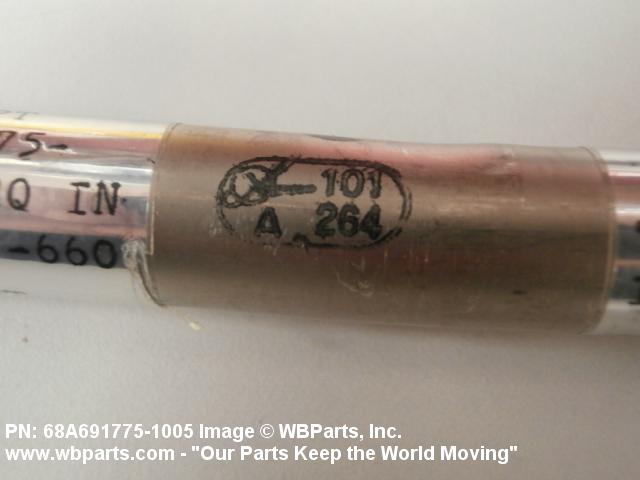 75-
Q IN
-660
101
A 264
PN: 68A691775-1005 Image © WBParts, Inc.
www.wbparts.com - "Our Parts Keep the World Moving"